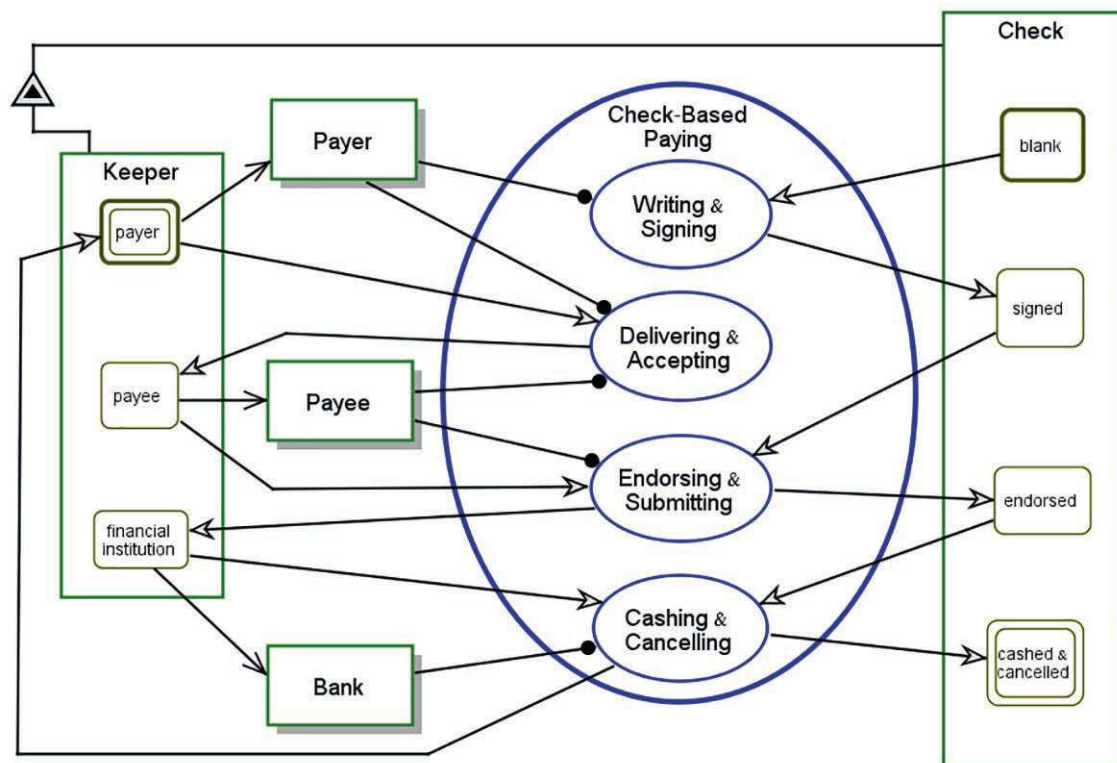 Check
Check-Based
Paying
Payer
blank
Keeper
Writing &
Signing
payer
signed
Delivering &
Accepting
payee
Payee
Endorsing &
Submitting
endorsed
financial
institution
Cashing &
Cancelling
cashed &
cancelled
Bank